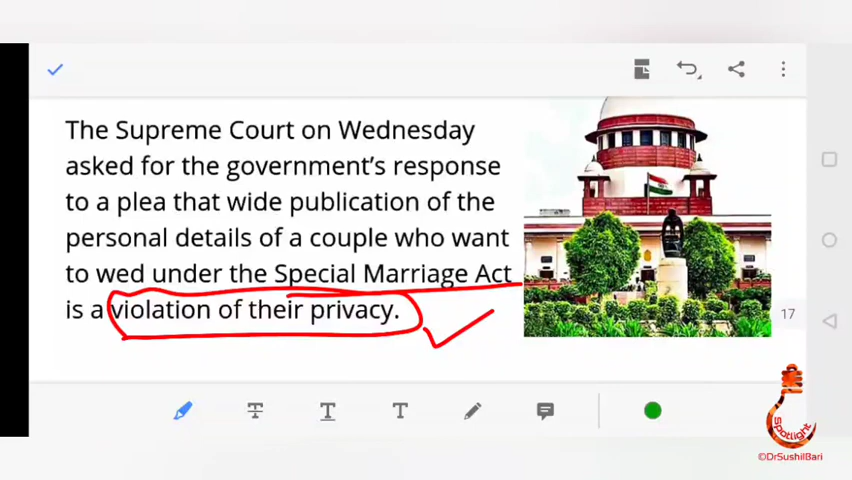 The Supreme Court on Wednesday
asked for the government’s response
to a plea that wide publication of the
personal details of a couple who want
to wed under the Special Marriage Act
is a violation of their privacy.
17
T T T
Spotlight
©DrSushilBari